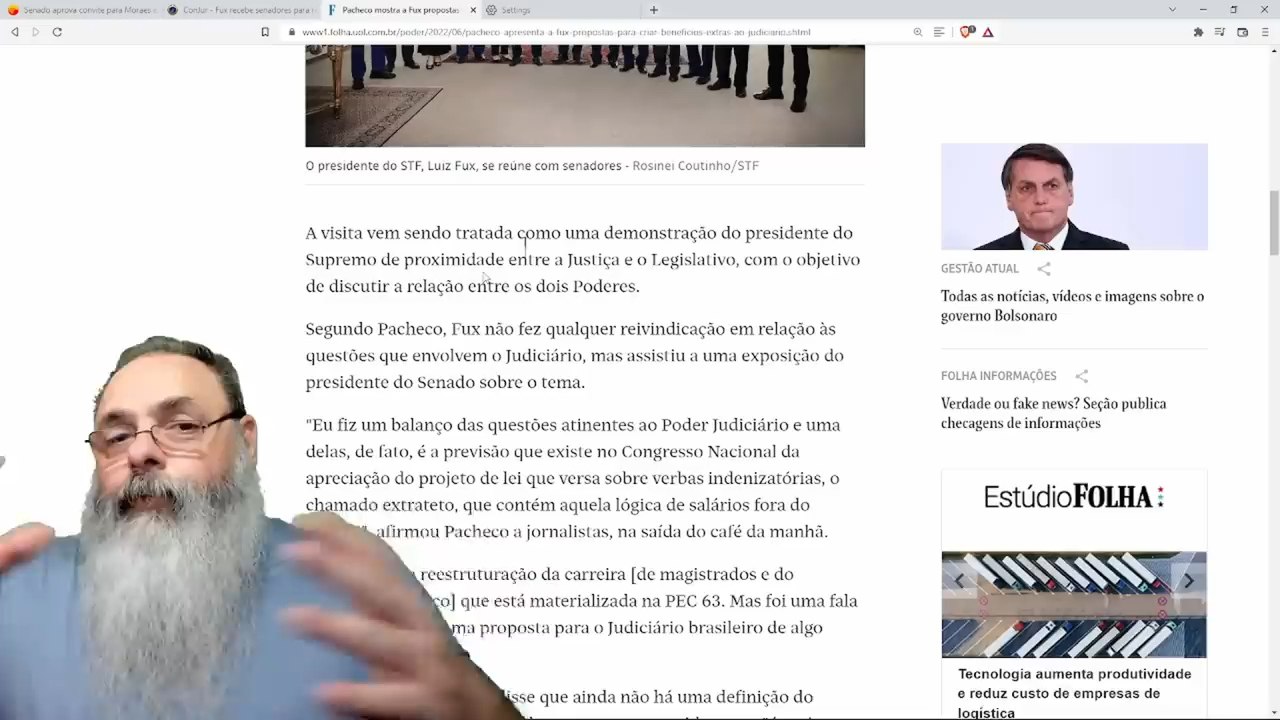 Senado aprova convite para Moraes
ConJur - Fux recebe senadores para
Pacheco mostra a Fux propostas
Settings
www1.folha.uol.com.br/poder/2022/06/pacheco-apresenta-a-fux-propostas-para-criar-beneficios-extras-ao-judiciario.shtml
O presidente do STF, Luiz Fux, se reúne com senadores - Rosinei Coutinho/STF
A visita vem sendo tratada como uma demonstração do presidente do
Supremo de proximidade entre a Justiça e o Legislativo, com o objetivo
de discutir a relação entre os dois Poderes.
Segundo Pacheco, Fux não fez qualquer reivindicação em relação às
questões que envolvem o Judiciário, mas assistiu a uma exposição do
presidente do Senado sobre o tema.
"Eu fiz um balanço das questões atinentes ao Poder Judiciário e uma
delas, de fato, é a previsão que existe no Congresso Nacional da
apreciação do projeto de lei que versa sobre verbas indenizatórias, o
chamado extrateto, que contém aquela lógica de salários fora do
afirmou Pacheco a jornalistas, na saída do café da manhã.
reestruturação da carreira [de magistrados e do
que está materializada na PEC 63. Mas foi uma fala
proposta para o Judiciário brasileiro de algo
que ainda não há uma definição do
GESTÃO ATUAL
Todas as notícias, vídeos e imagens sobre o
governo Bolsonaro
FOLHA INFORMAÇÕES
Verdade ou fake news? Seção publica
checagens de informações
Estúdio FOLHA
Tecnologia aumenta produtividade
e reduz custo de empresas de
logística